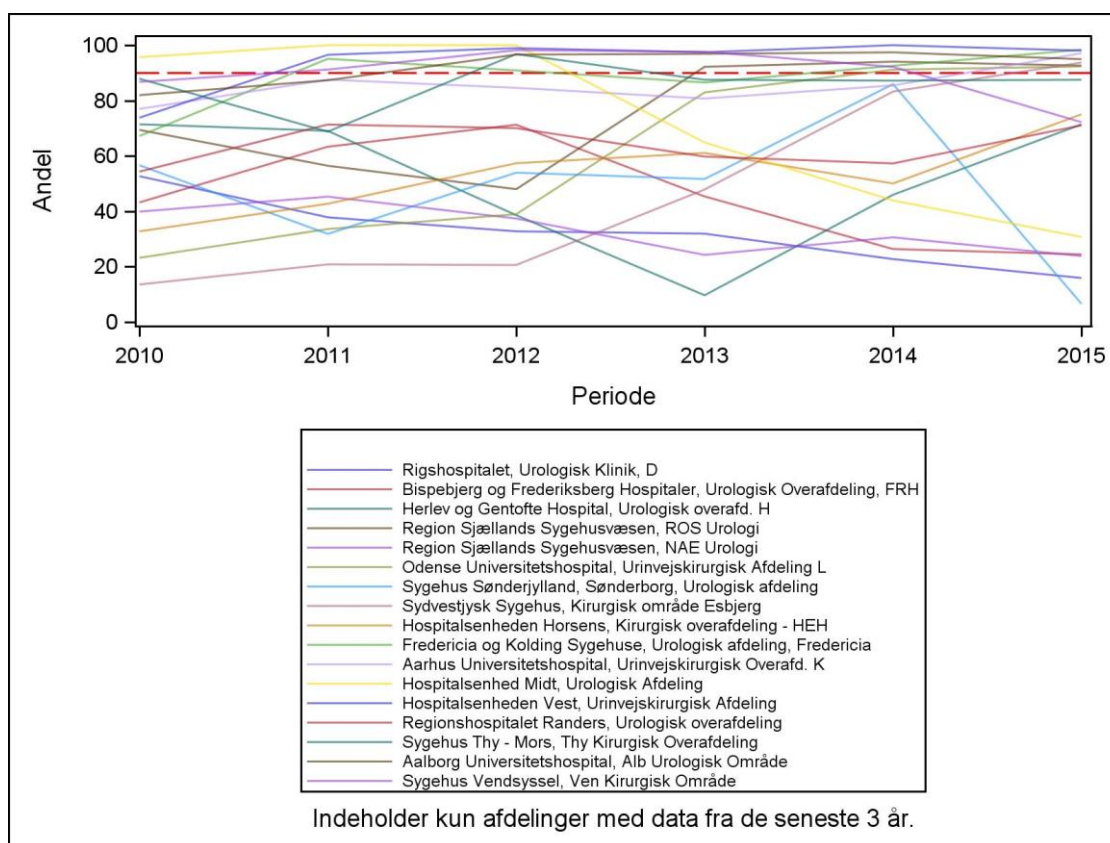 100
80
60
40
20
0
Andel
2010 2011 2012 2013 2014 2015
Periode
Rigshospitalet, Urologisk Klinik, D
Bispebjerg og Frederiksberg Hospitaler, Urologisk Overafdeling, FRH
Herlev og Gentofte Hospital, Urologisk overafd. H
Region Sjællands Sygehusvæsen, ROS Urologi
Region Sjællands Sygehusvæsen, NAE Urologi
Odense Universitetshospital, Urinvejskirurgisk Afdeling L
Sygehus Sønderjylland, Sønderborg, Urologisk afdeling
Sydvestjysk Sygehus, Kirurgisk område Esbjerg
Hospitalsenheden Horsens, Kirurgisk overafdeling - HEH
Fredericia og Kolding Sygehuse, Urologisk afdeling, Fredericia
Aarhus Universitetshospital, Urinvejskirurgisk Overafd. K
Hospitalsenhed Midt, Urologisk Afdeling
Hospitalsenheden Vest, Urinvejskirurgisk Afdeling
Regionshospitalet Randers, Urologisk overafdeling
Sygehus Thy - Mors, Thy Kirurgisk Overafdeling
Aalborg Universitetshospital, Alb Urologisk Område
Sygehus Vendsyssel, Ven Kirurgisk Område
Indeholder kun afdelinger med data fra de seneste 3 år.